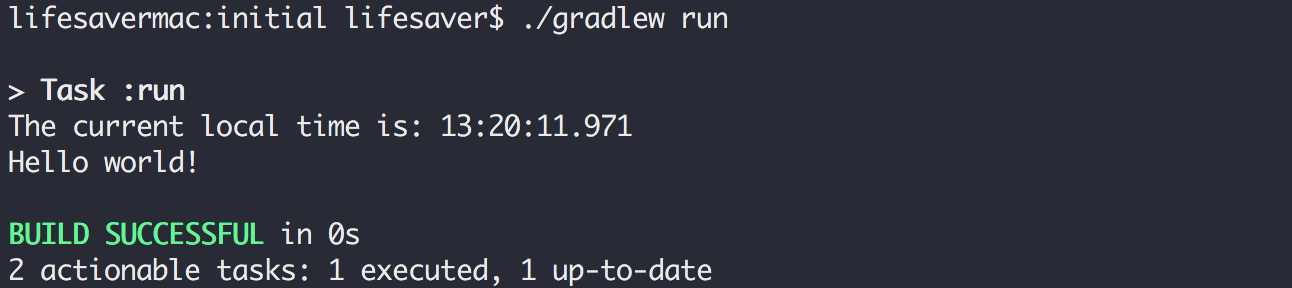 lifesavermac:initial lifesaver$ ./gradlew run
> Task :run
The current local time is: 13:20:11.971
Hello world!
BUILD SUCCESSFUL in 0s
2 actionable tasks: 1 executed, 1 up-to-date